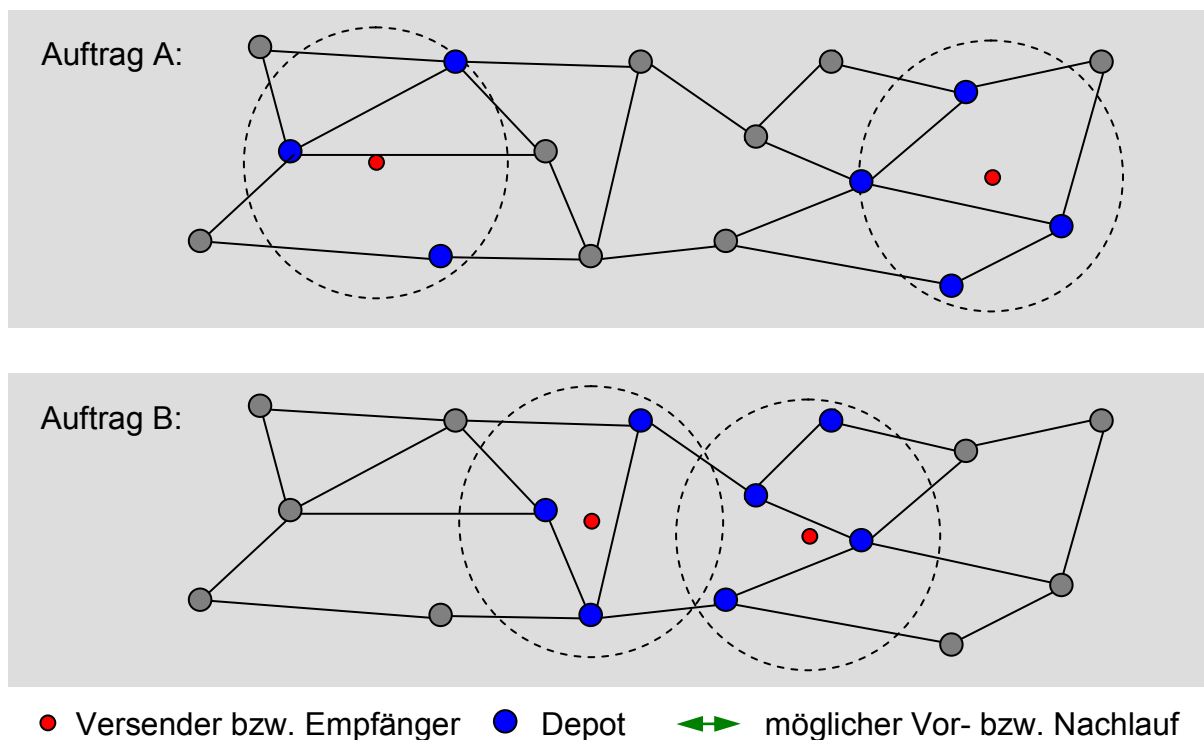 Auftrag A:
Auftrag B:
Versender bzw. Empfänger Depot möglicher Vor- bzw. Nachlauf